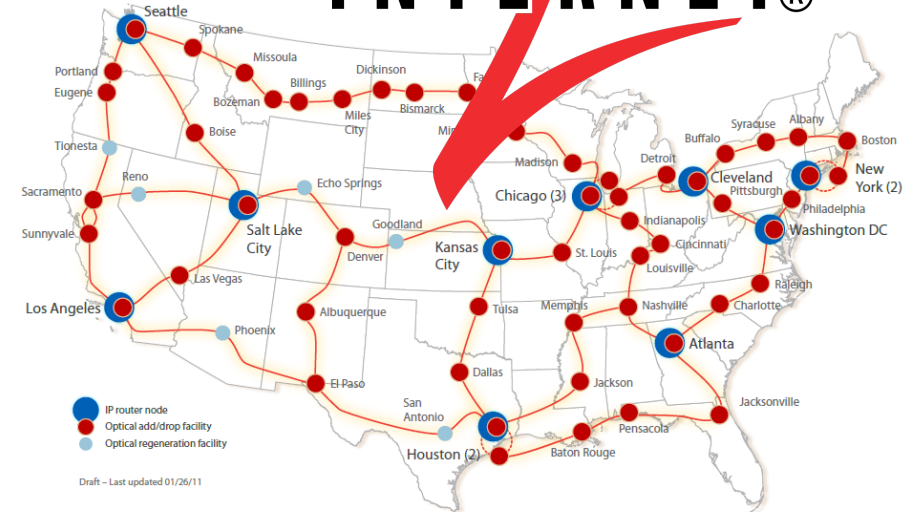 INTERNET®
Seattle
Spokane
Missoula
Portland
Eugene
Billings
Dickinson
Bozeman
Miles
City
Bismarck
Fa
Tionesta
Boise
Min
Madison
Detroit
Buffalo
Syracuse
Albany
Boston
Reno
Echo Springs
Sacramento
Chicago (3)
Cleveland
Pittsburgh
New
York (2)
Philadelphia
Sunnyvale
Salt Lake
City
Goodland
Denver
Kansas
City
St. Louis
Indianapolis
Cincinnati
Louisville
Washington DC
Las Vegas
Raleigh
Los Angeles
Albuquerque
Tulsa
Memphis
Nashville
Charlotte
Phoenix
Atlanta
El Paso
Dallas
Jackson
San
Antonio
Jacksonville
Pensacola
Houston (2)
Baton Rouge
IP router node
Optical add/drop facility
Optical regeneration facility
Draft – Last updated 01/26/11